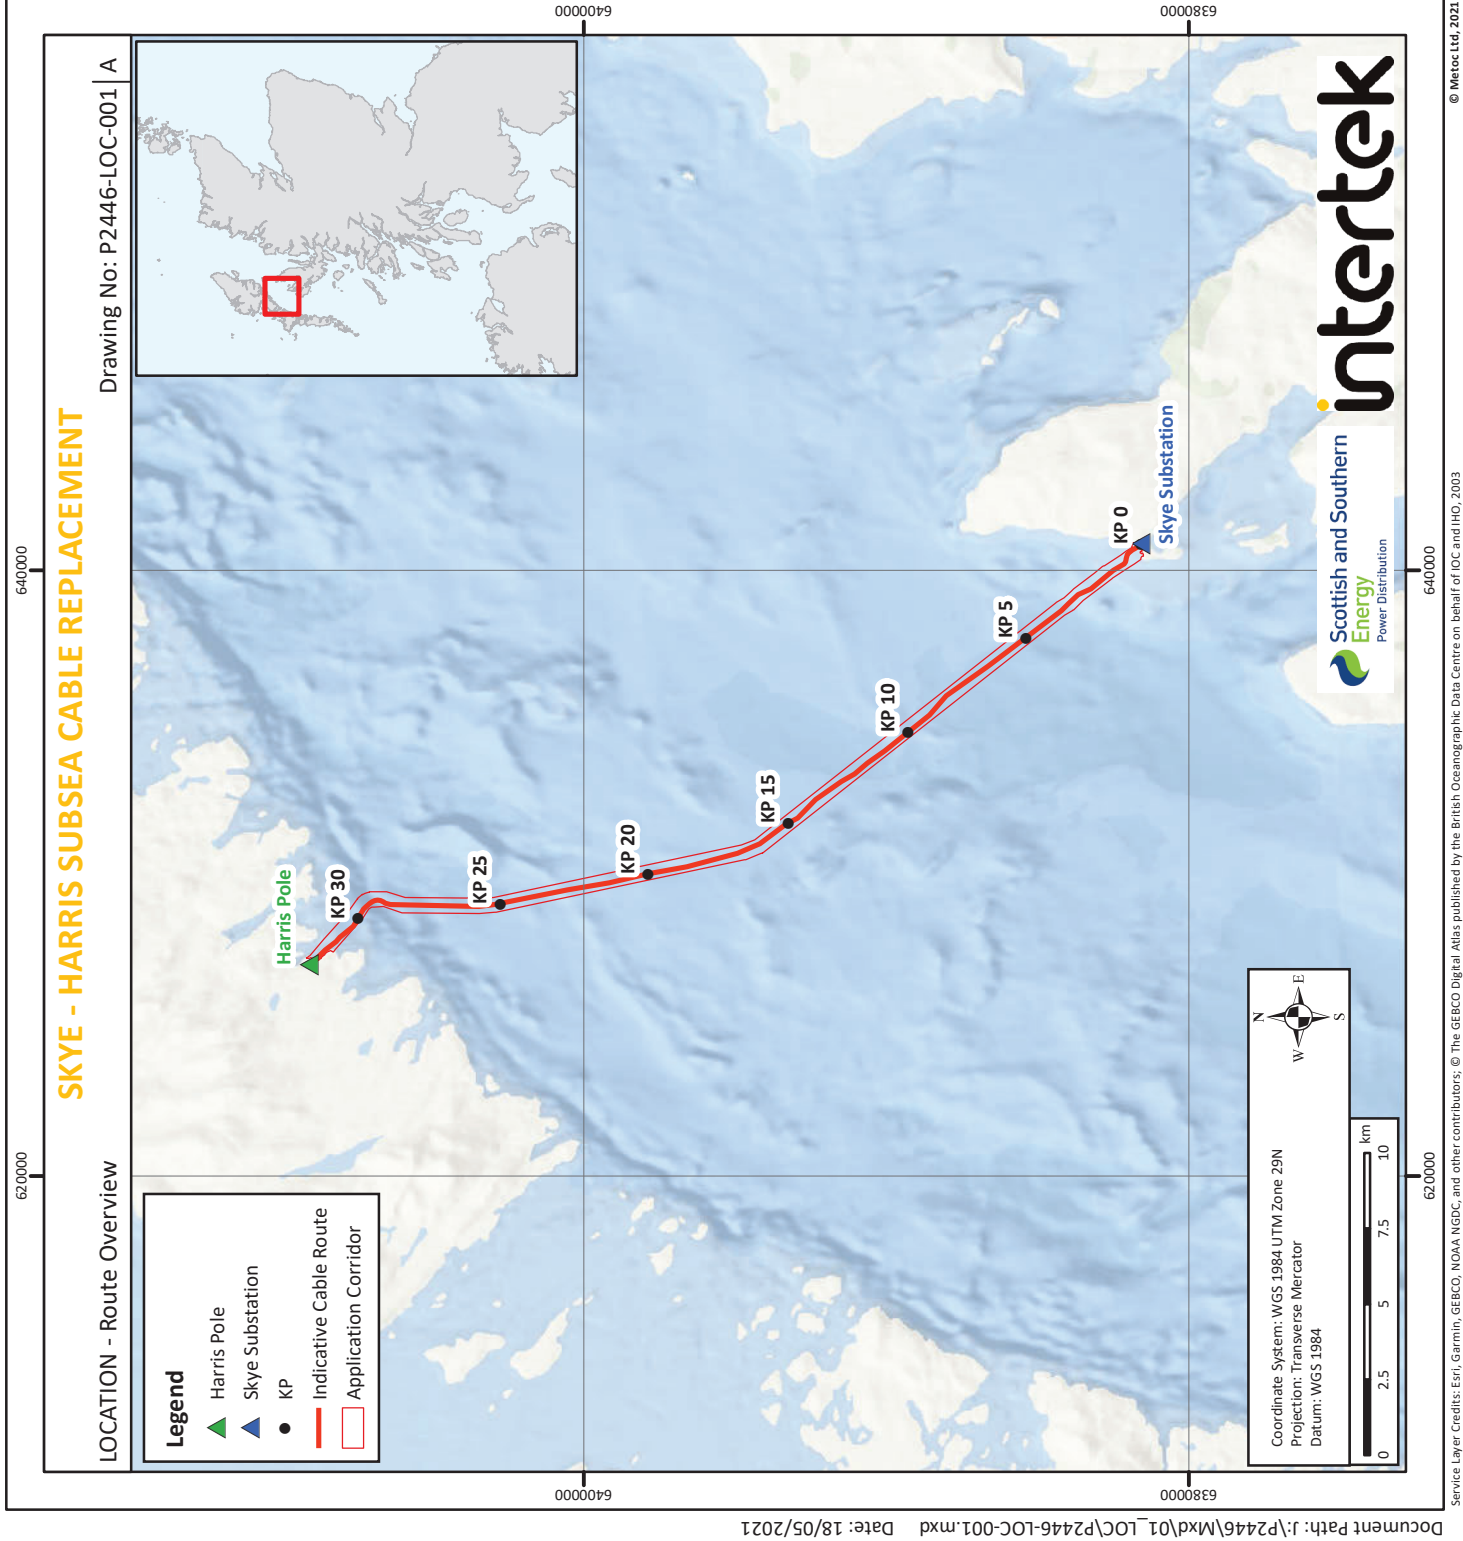 SKYE - HARRIS SUBSEA CABLE REPLACEMENT
LOCATION - Route Overview
Drawing No: P2446-LOC-001
A
620000
640000
6400000
6380000
Legend
Harris Pole
Skye Substation
KP
Indicative Cable Route
Application Corridor
Harris Pole
KP 30
KP 25
KP 20
KP 15
KP 10
KP 5
KP 0
Skye Substation
N
W
E
S
Coordinate System: WGS 1984 UTM Zone 29N
Projection: Transverse Mercator
Datum: WGS 1984
km
0
2.5
5
7.5
10
Scottish and Southern
Energy
Power Distribution
intertek
6400000
6380000
620000
640000
Service Layer Credits: Esri, Garmin, GEBCO, NOAA NGDC, and other contributors; © The GEBCO Digital Atlas published by the British Oceanographic Data Centre on behalf of IOC and IHO, 2003
© Metoc Ltd, 2021
Document Path: J:\P2446\Mxd\01_LOC\P2446-LOC-001.mxd
Date: 18/05/2021